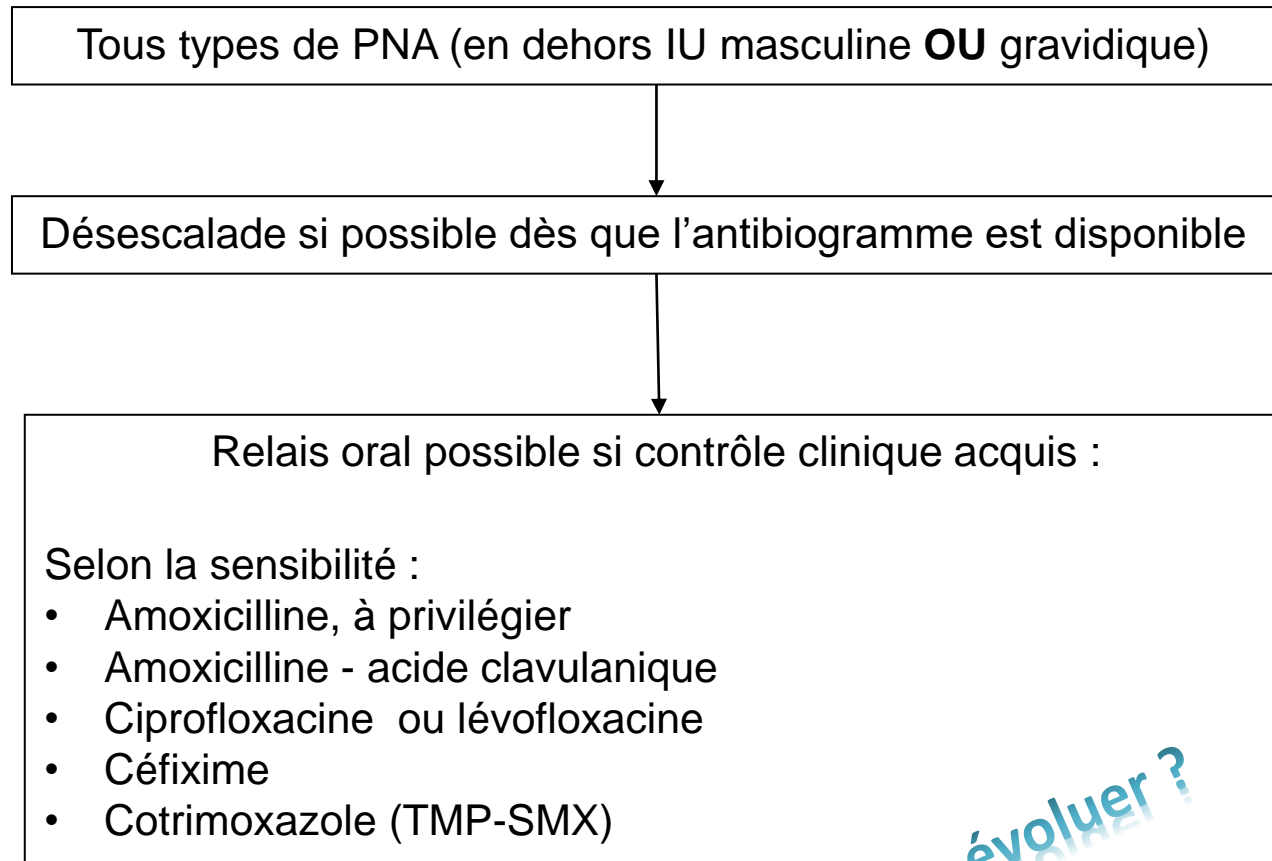 Tous types de PNA (en dehors IU masculine OU gravidique)
Désescalade si possible dès que l’antibiogramme est disponible
Relais oral possible si contrôle clinique acquis :
Selon la sensibilité :
• Amoxicilline, à privilégier
• Amoxicilline - acide clavulanique
• Ciprofloxacine  ou lévofloxacine
• Céfixime
• Cotrimoxazole (TMP-SMX)
évoluer ?